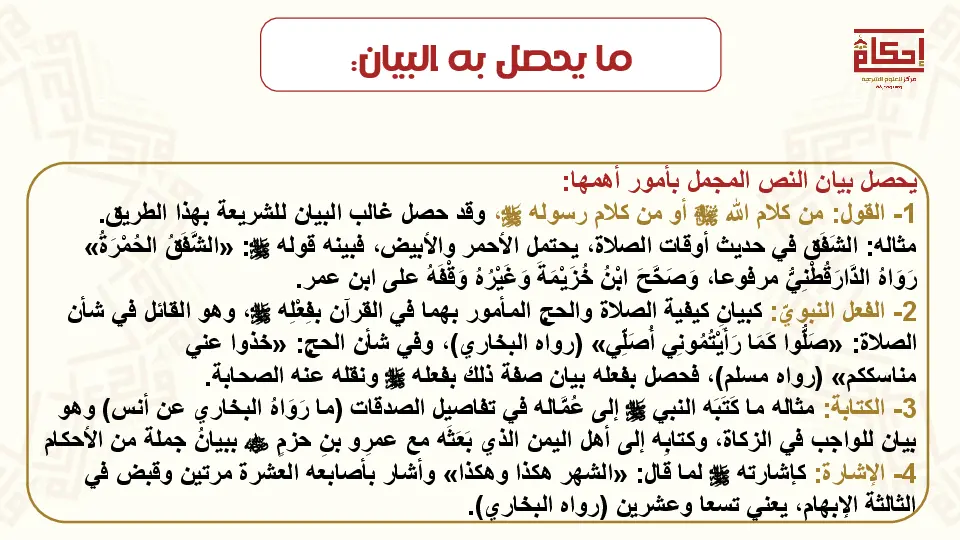 ما يحصل به البيان:
إحكام
مركز للعلوم الشرعية
يحصل بيان النص المجمل بأمور أهمها:
1- القول: من كلام الله ﷻ أو من كلام رسوله ﷺ، وقد حصل غالب البيان للشريعة بهذا الطريق.
مثاله: الشَفَق في حديث أوقات الصلاة، يحتمل الأحمر والأبيض، فبينه قوله ﷺ: «الشَّفَقُ الحُمْرَةُ»
رَوَاهُ الدَّارَقُطْنِيُّ مرفوعا، وَصَحَّحَ ابْنُ خُزَيْمَةَ وَغَيْرُهُ وَقْفَهُ على ابن عمر.
2- الفعل النبويّ: كبيانِ كيفية الصلاة والحج المأمور بهما في القرآن بفِعْلِه ﷺ، وهو القائل في شأن
الصلاة: «صَلُّوا كَمَا رَأَيْتُمُونِي أُصَلِّي» (رواه البخاري)، وفي شأن الحج: «خذوا عني
مناسككم» (رواه مسلم)، فحصل بفعله بيان صفة ذلك بفعله ﷺ ونقله عنه الصحابة.
3- الكتابة: مثاله ما كَتَبَه النبي ﷺ إلى عُمَّاله في تفاصيل الصدقات (ما رَوَاهُ البخاري عن أنس) وهو
بيان للواجب في الزكاة، وكتابِه إلى أهل اليمن الذي بَعَثَه مع عمرِو بنِ حزمٍ ببيانُ جملة من الأحكام
4- الإشارة: كإشارته ﷺ لما قال: «الشهر هكذا وهكذا» وأشار بأصابعه العشرة مرتين وقبض في
الثالثة الإبهام، يعني تسعا وعشرين (رواه البخاري).